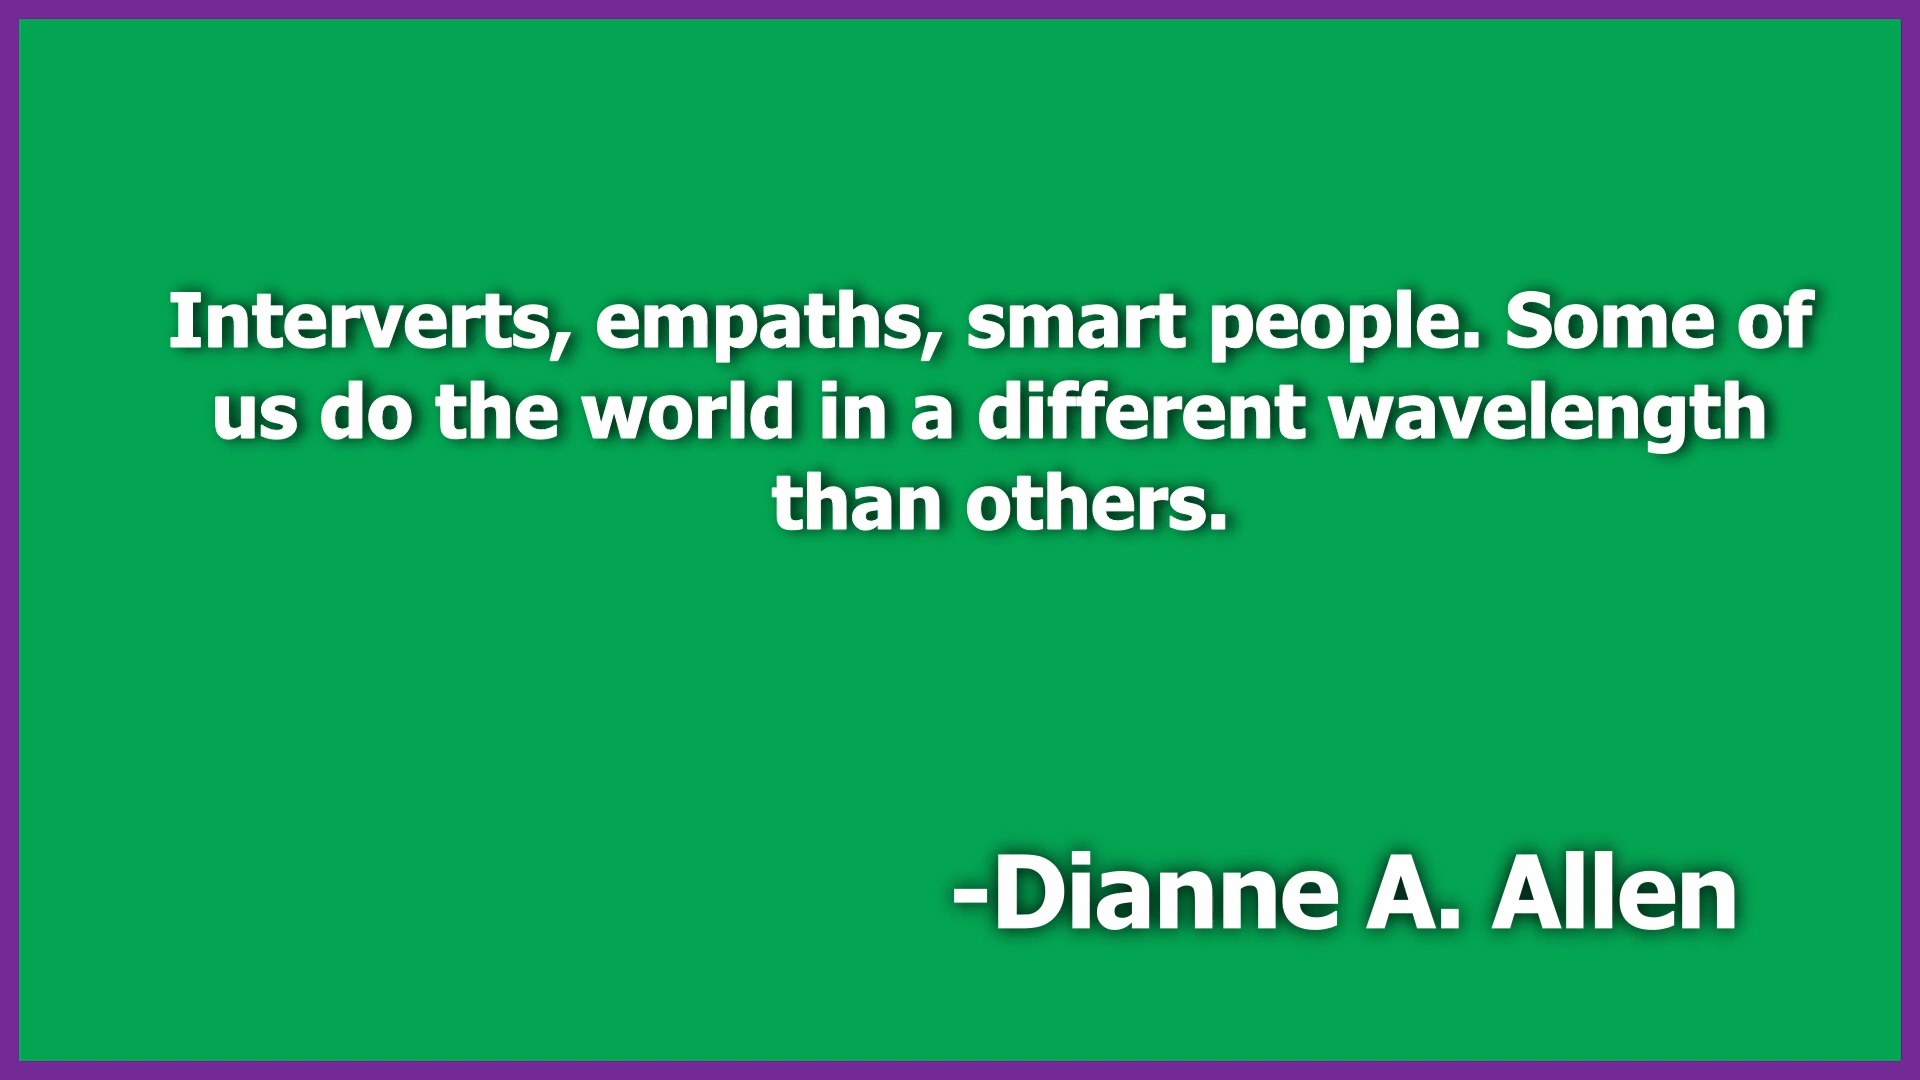 Interverts, empaths, smart people. Some of
us do the world in a different wavelength
than others.
-Dianne A. Allen